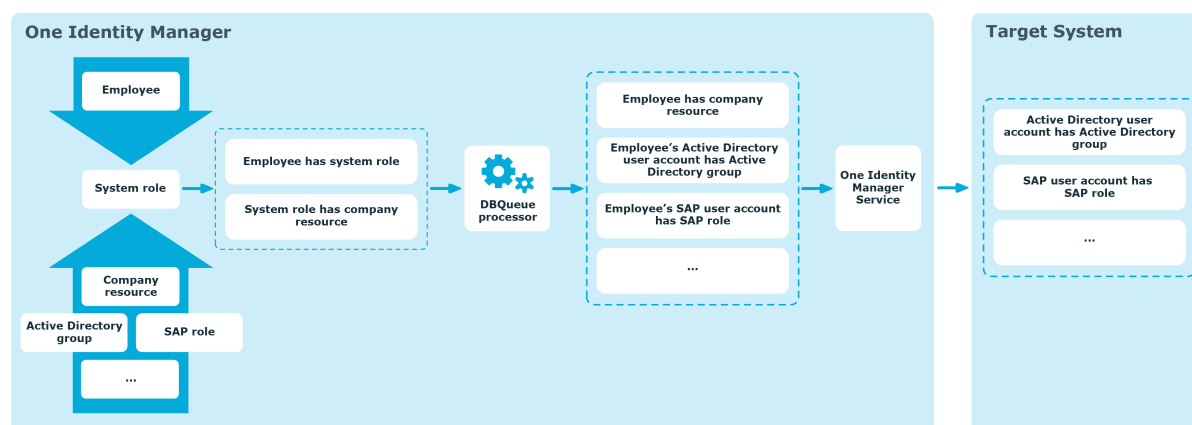 One Identity Manager
Employee
System role
Company
resource
Active Directory
group
SAP role
...
Employee has system role
System role has company
resource
DBQueue
processor
Employee has company
resource
Employee’s Active Directory
user account has Active
Directory group
Employee’s SAP user account
has SAP role
...
One Identity
Manager
Service
Target System
Active Directory user
account has Active Directory
group
SAP user account has
SAP role
...